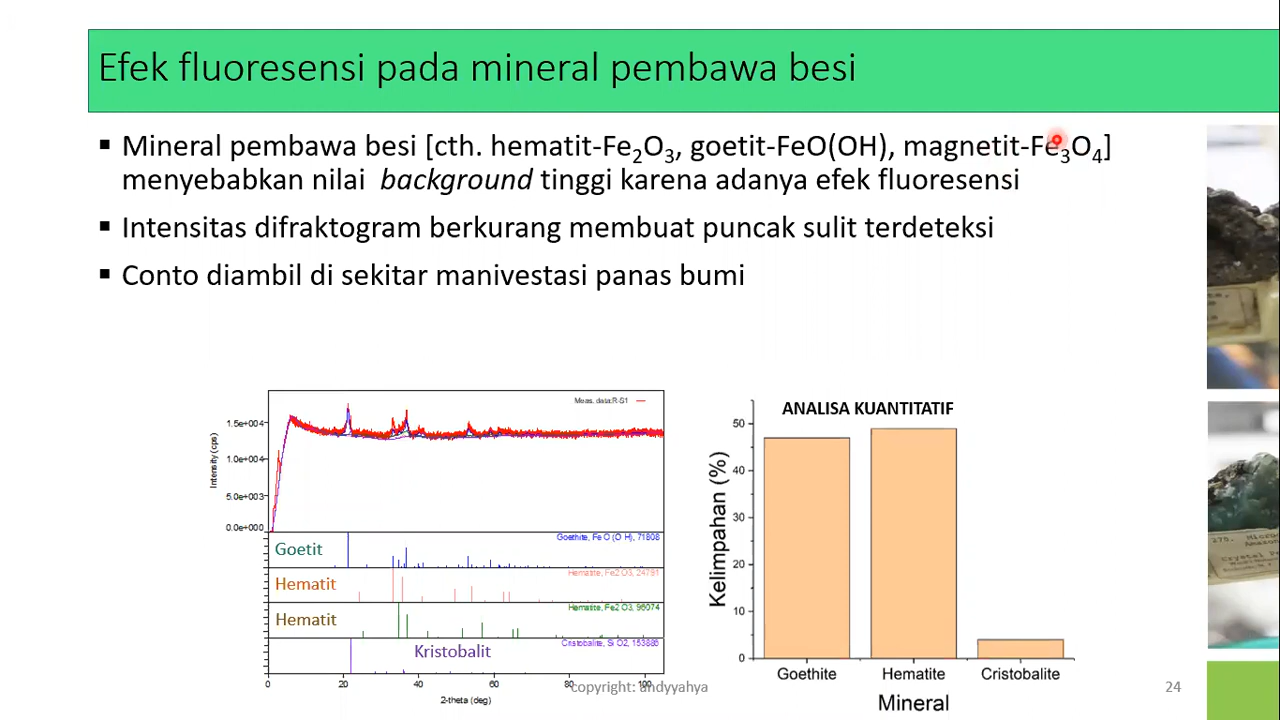 Efek fluoresensi pada mineral pembawa besi
▪ Mineral pembawa besi [cth. hematit-Fe₂O₃, goetit-FeO(OH), magnetit-Fe₃O₄]
menyebabkan nilai background tinggi karena adanya efek fluoresensi
▪ Intensitas difraktogram berkurang membuat puncak sulit terdeteksi
▪ Conto diambil di sekitar manivestasi panas bumi
Meas. data:R-S1
Intensity (cps)
1.5e+004
1.0e+004
5.0e+003
0.0e+000
Goethite, Fe O (O H), 71808
Goetit
Hematite, Fe2 O3, 24791
Hematit
Hematite, Fe2 O3, 96074
Hematit
Cristobalite, Si O2, 153886
Kristobalit
0 20 40 60 80 100
2-theta (deg)
ANALISA KUANTITATIF
Kelimpahan (%)
50
40
30
20
10
0
Goethite Hematite Cristobalite
Mineral
copyright: andyyahya
24